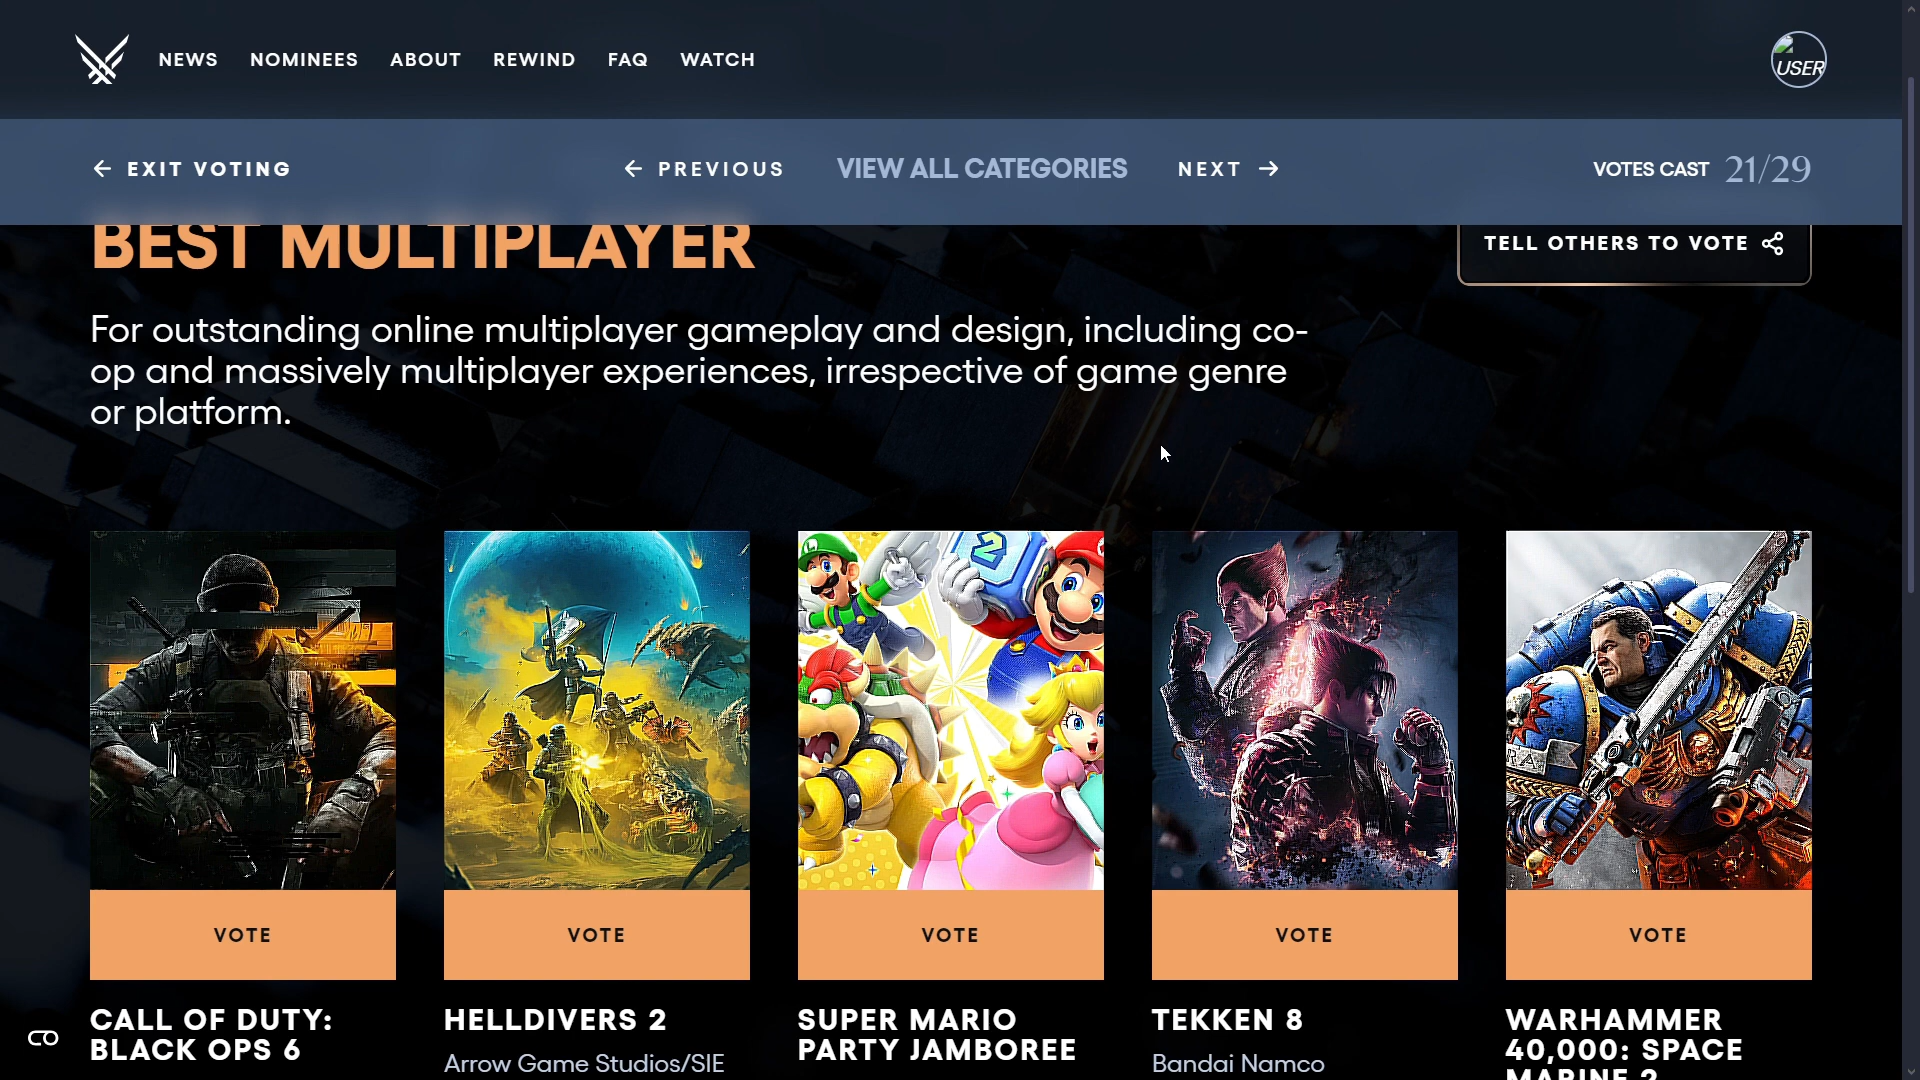 NEWS NOMINEES ABOUT REWIND FAQ WATCH
USER
EXIT VOTING
PREVIOUS
VIEW ALL CATEGORIES
NEXT
VOTES CAST 21/29
BEST MULTIPLAYER
TELL OTHERS TO VOTE
For outstanding online multiplayer gameplay and design, including co-
op and massively multiplayer experiences, irrespective of game genre
or platform.
2
VOTE
VOTE
VOTE
VOTE
VOTE
CALL OF DUTY:
BLACK OPS 6
HELLDIVERS 2
Arrow Game Studios/SIE
SUPER MARIO
PARTY JAMBOREE
TEKKEN 8
Bandai Namco
WARHAMMER
40,000: SPACE
MARINE 2